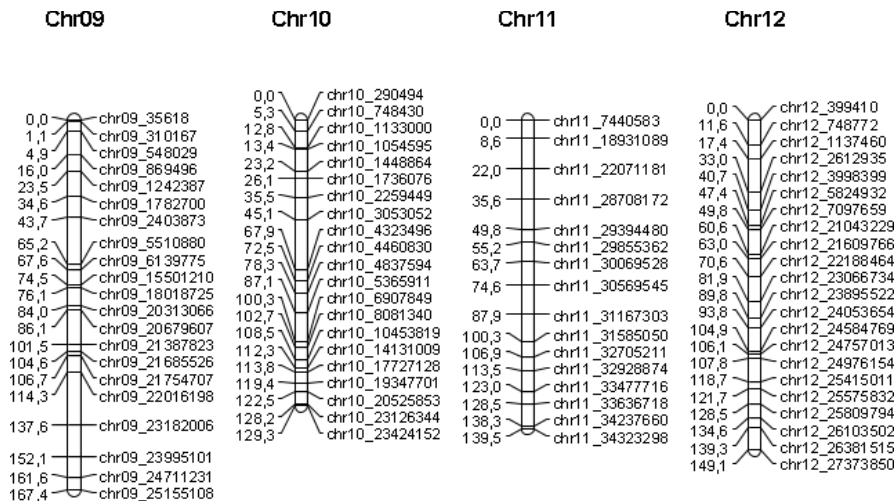 Chr09
0,0 chr09_35618
1,1 chr09_310167
4,9 chr09_548029
16,0 chr09_869496
23,5 chr09_1242387
34,6 chr09_1782700
43,7 chr09_2403873
65,2 chr09_5510880
67,6 chr09_6139775
74,5 chr09_15501210
76,1 chr09_18018725
84,0 chr09_20313066
86,1 chr09_20679607
101,5 chr09_21387823
104,6 chr09_21685526
106,7 chr09_21754707
114,3 chr09_22016198
137,6 chr09_23182006
152,1 chr09_23995101
161,6 chr09_24711231
167,4 chr09_25155108
Chr10
0,0 chr10_290494
5,3 chr10_748430
12,8 chr10_1133000
13,4 chr10_1054595
23,2 chr10_1448864
26,1 chr10_1736076
35,5 chr10_2259449
45,1 chr10_3053052
67,9 chr10_4323496
72,5 chr10_4460830
78,3 chr10_4837594
87,1 chr10_5365911
100,3 chr10_6907849
102,7 chr10_8081340
108,5 chr10_10453819
112,3 chr10_14131009
113,8 chr10_17727128
119,4 chr10_19347701
122,5 chr10_20525853
128,2 chr10_23126344
129,3 chr10_23424152
Chr11
0,0 chr11_7440583
8,6 chr11_18931089
22,0 chr11_22071181
35,6 chr11_28708172
49,8 chr11_29394480
55,2 chr11_29855362
63,7 chr11_30069528
74,6 chr11_30569545
87,9 chr11_31167303
100,3 chr11_31585050
106,9 chr11_32705211
113,5 chr11_32928874
123,0 chr11_33477716
128,5 chr11_33636718
138,3 chr11_34237660
139,5 chr11_34323298
Chr12
0,0 chr12_399410
11,6 chr12_748772
17,4 chr12_1137460
33,0 chr12_2612935
40,7 chr12_3998399
47,4 chr12_5824932
49,8 chr12_7097659
60,6 chr12_21043229
63,0 chr12_21609766
70,6 chr12_22188464
81,9 chr12_23066734
89,8 chr12_23895522
93,8 chr12_24053654
104,9 chr12_24584769
106,1 chr12_24757013
107,8 chr12_24976154
118,7 chr12_25415011
121,7 chr12_25575832
128,5 chr12_25809794
134,6 chr12_26103502
139,3 chr12_26381515
149,1 chr12_27373850